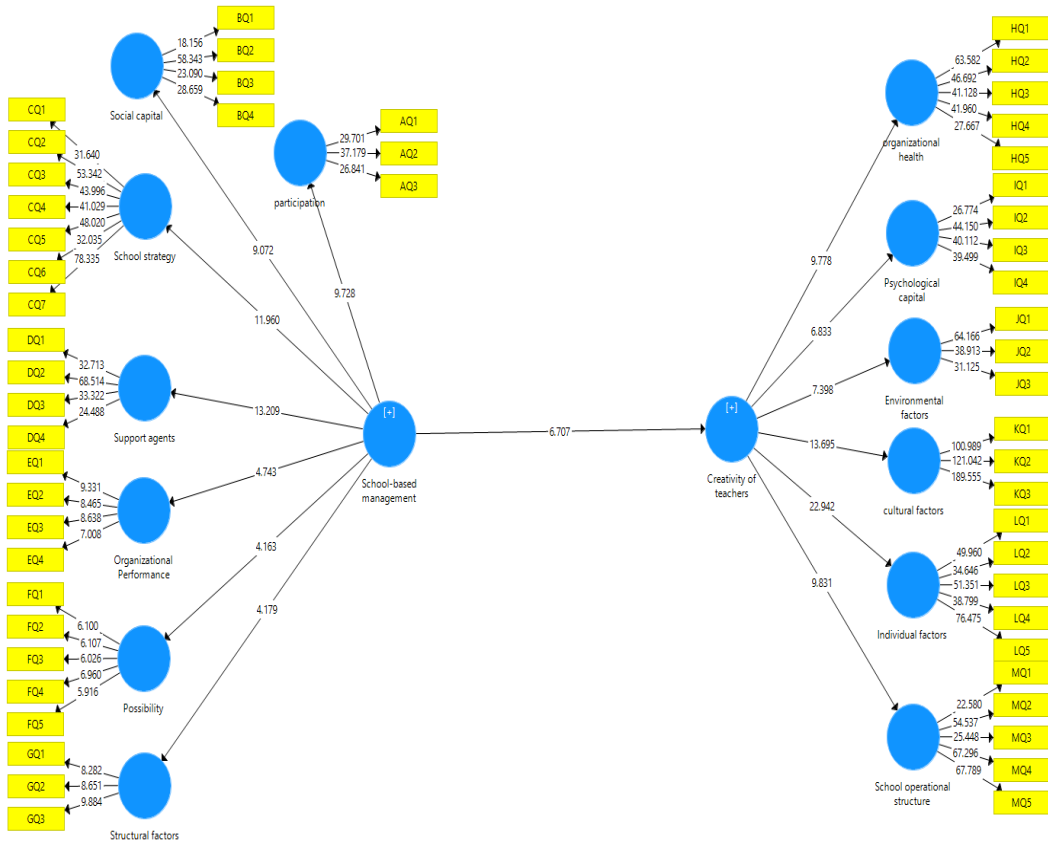 BQ1
BQ2
BQ3
BQ4
18.156
58.343
23.090
28.659
Social capital
AQ1
AQ2
AQ3
29.701
37.179
26.841
participation
CQ1
CQ2
CQ3
CQ4
CQ5
CQ6
CQ7
31.640
53.342
43.996
41.029
48.020
32.035
78.335
School strategy
DQ1
DQ2
DQ3
DQ4
32.713
68.514
33.322
24.488
Support agents
EQ1
EQ2
EQ3
EQ4
9.331
8.465
8.638
7.008
Organizational
Performance
FQ1
FQ2
FQ3
FQ4
FQ5
6.100
6.107
6.026
6.960
5.916
Possibility
GQ1
GQ2
GQ3
8.282
8.651
9.884
Structural factors
9.072
9.728
11.960
13.209
4.743
4.163
4.179
[+]
School-based
management
6.707
[+]
Creativity of
teachers
9.778
6.833
7.398
13.695
22.942
9.831
HQ1
HQ2
HQ3
HQ4
HQ5
63.582
46.692
41.128
41.960
27.667
organizational
health
IQ1
IQ2
IQ3
IQ4
26.774
44.150
40.112
39.499
Psychological
capital
JQ1
JQ2
JQ3
64.166
38.913
31.125
Environmental
factors
KQ1
KQ2
KQ3
100.989
121.042
189.555
cultural factors
LQ1
LQ2
LQ3
LQ4
LQ5
49.960
34.646
51.351
38.799
76.475
Individual factors
MQ1
MQ2
MQ3
MQ4
MQ5
22.580
54.537
25.448
67.296
67.789
School operational
structure